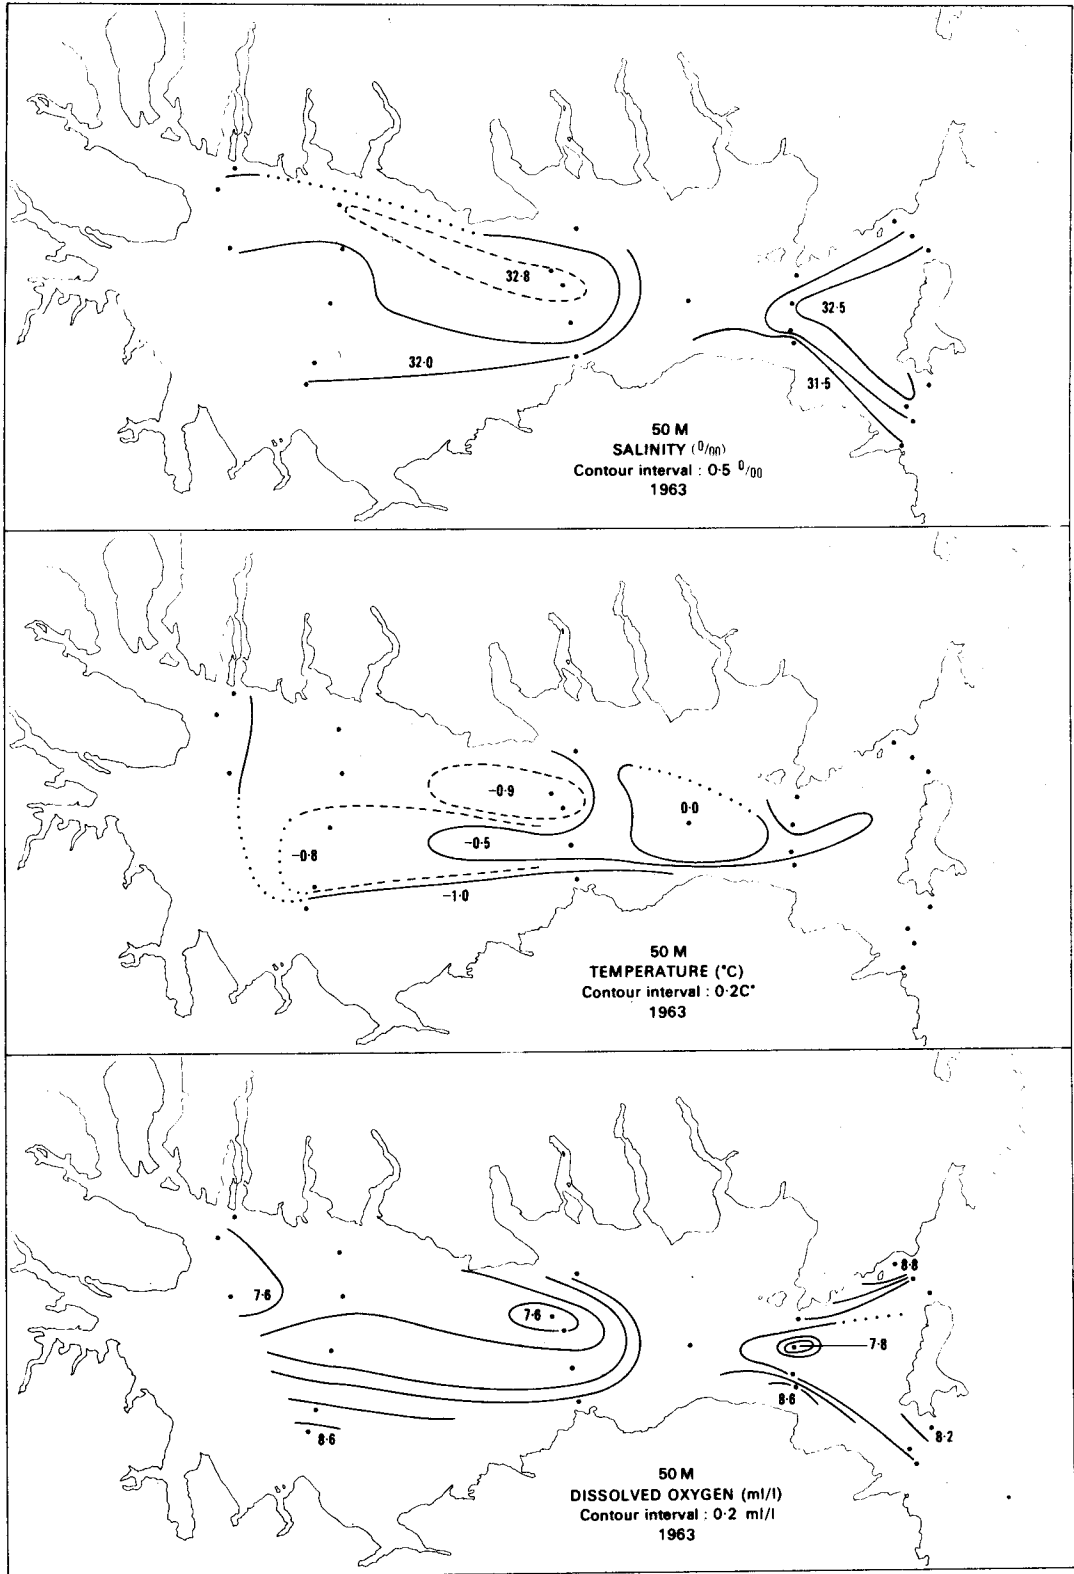 32·8
32·5
32·0
31·5
50 M
SALINITY (0/00)
Contour interval : 0·5 0/00
1963
-0·9
0·0
-0·5
-0·8
-1·0
50 M
TEMPERATURE (°C)
Contour interval : 0·2C°
1963
8·8
7·6
7·6
7·8
8·6
8·2
8·6
50 M
DISSOLVED OXYGEN (ml/l)
Contour interval : 0·2 ml/l
1963